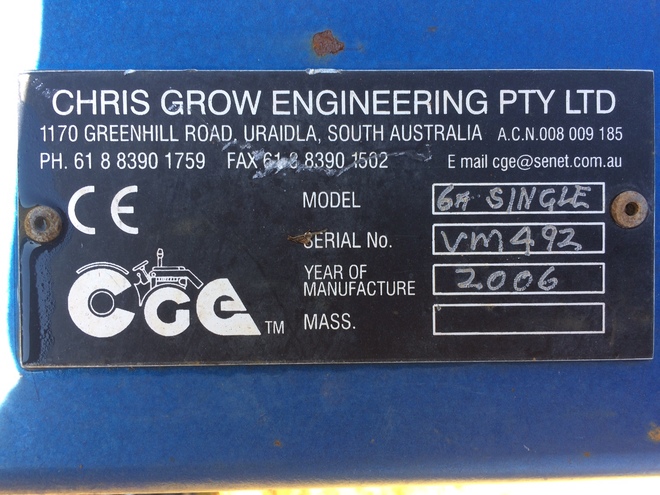 CHRIS GROW ENGINEERING PTY LTD
1170 GREENHILL ROAD, URAIDLA, SOUTH AUSTRALIA A.C.N. 008 009 185
PH. 61 8 8390 1759 FAX 61 8 8390 1502 E mail cge@senet.com.au
CE
MODEL 6A SINGLE
SERIAL No. VM492
YEAR OF
MANUFACTURE 2006
MASS.
CGE TM